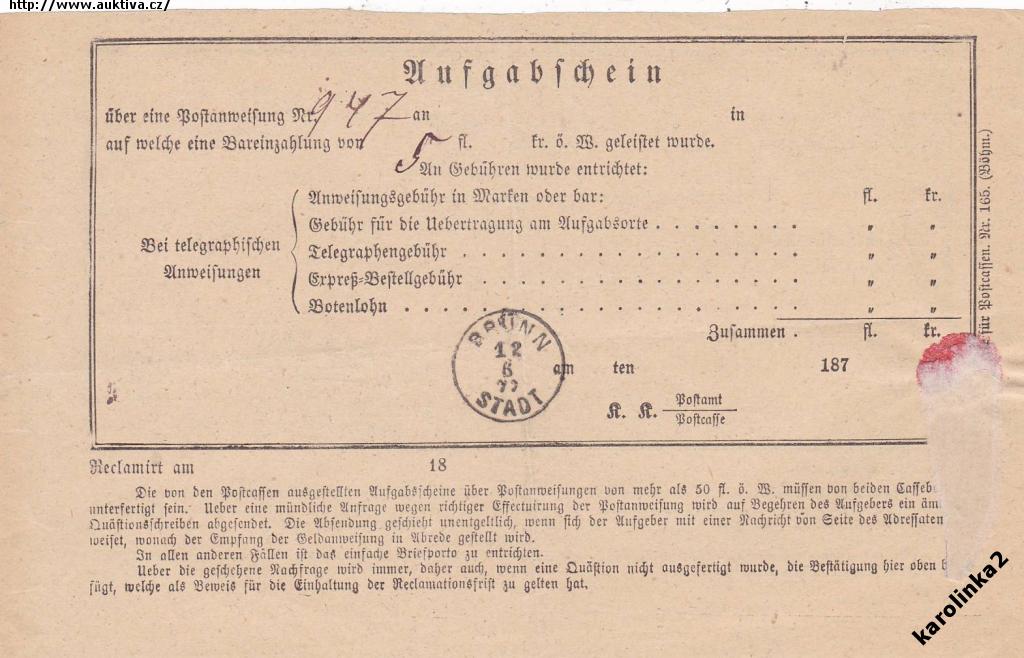 http://www.auktiva.cz/
Aufgabschein
über eine Postanweisung Nr. 947 an in
auf welche eine Bareinzahlung von 5 fl. kr. ö. W. geleistet wurde.
An Gebühren wurde entrichtet:
Anweisungsgebühr in Marken oder bar: fl. kr.
Gebühr für die Uebertragung am Aufgabsorte . . . . . . . . „ „
Bei telegraphischen Anweisungen
Telegraphengebühr . . . . . . . . . . . . . . . „ „
Expreß-Bestellgebühr . . . . . . . . . . . . . . „ „
Botenlohn . . . . . . . . . . . . . . . . . . „ „
Zusammen . fl. kr.
BRÜNN
12
6
77
STADT
am ten 187
K. K. Postamt
Postcasse
für Postcassen. Nr. 165. (Böhm.)
Reclamirt am 18
Die von den Postcassen ausgestellten Aufgabscheine über Postanweisungen von mehr als 50 fl. ö. W. müssen von beiden
unterfertigt sein. Ueber eine mündliche Anfrage wegen richtiger Effectuirung der Postanweisung wird auf Begehren des Aufgebers ein
Quästionsschreiben abgesendet. Die Absendung geschieht unentgeltlich, wenn sich der Aufgeber mit einer Nachricht von Seite des Adressaten
weiset, wonach der Empfang der Geldanweisung in Abrede gestellt wird.
In allen anderen Fällen ist das einfache Briefporto zu entrichten.
Ueber die geschehene Nachfrage wird immer, daher auch, wenn eine Quästion nicht ausgefertigt wurde, die Bestätigung hier oben
fügt, welche als Beweis für die Einhaltung der Reclamationsfrist zu gelten hat.
karolinka2